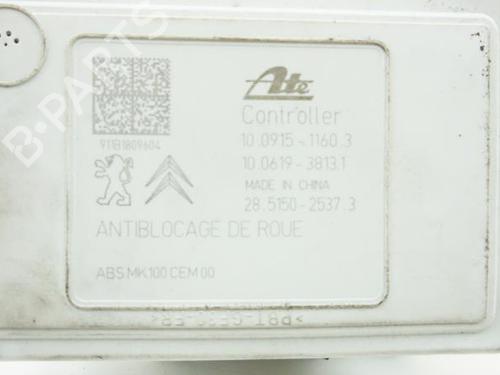 B-PARTS
Ate
Controller
10.0915-1160.3
10.0619-3813.1
MADE IN CHINA
28.5150-2537.3
911B1809604
ANTIBLOCAGE DE ROUE
ABS MK100 CEM 00